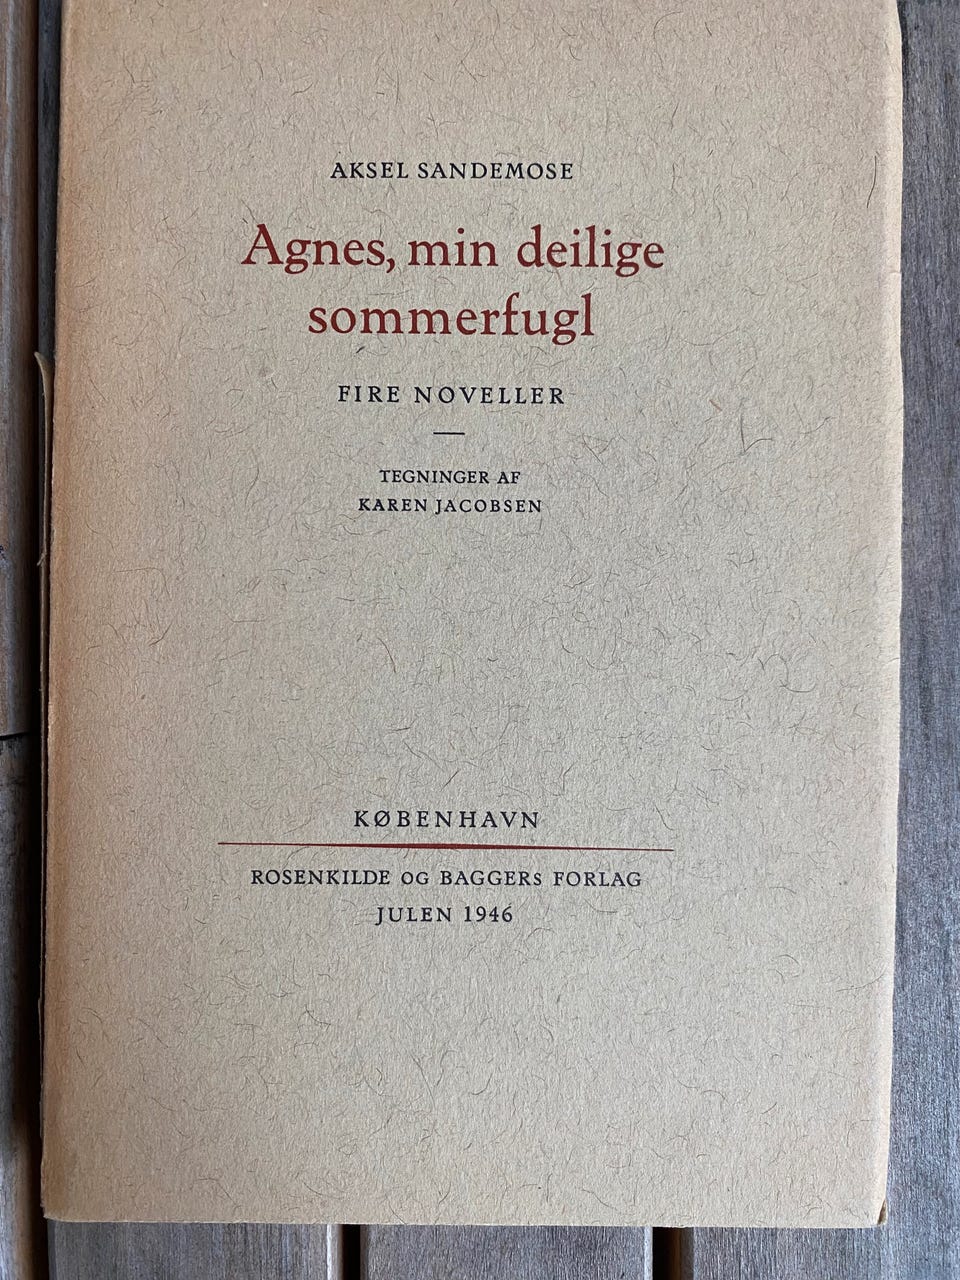 AKSEL SANDEMOSE
Agnes, min deilige
sommerfugl
FIRE NOVELLER
TEGNINGER AF
KAREN JACOBSEN
KØBENHAVN
ROSENKILDE OG BAGGERS FORLAG
JULEN 1946